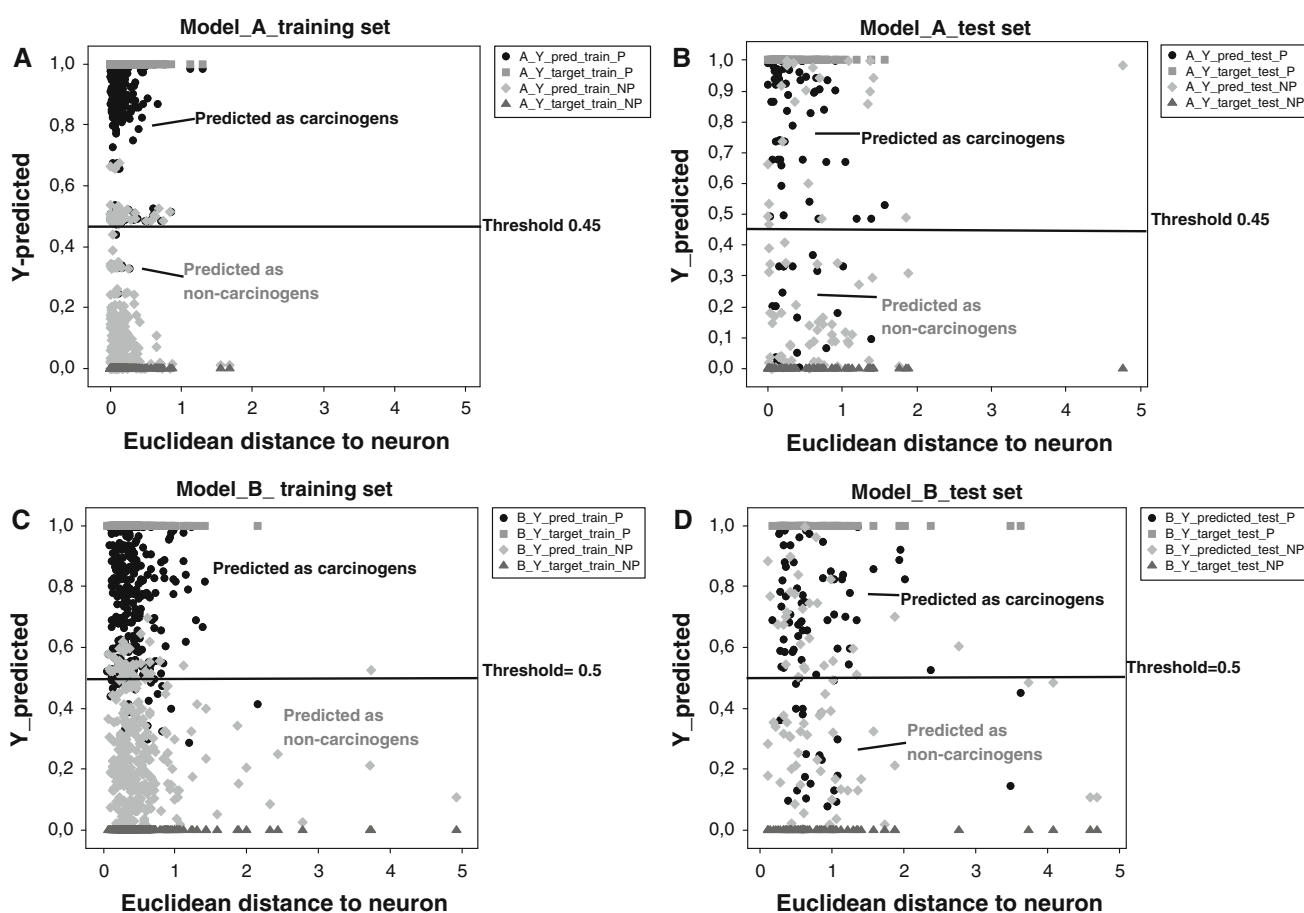 Model_A_training set
A
A_Y_pred_train_P
A_Y_target_train_P
A_Y_pred_train_NP
A_Y_target_train_NP
1,0
0,8
0,6
0,4
0,2
0,0
Y-predicted
Predicted as carcinogens
Threshold 0.45
Predicted as
non-carcinogens
0 1 2 3 4 5
Euclidean distance to neuron
Model_A_test set
B
A_Y_pred_test_P
A_Y_target_test_P
A_Y_pred_test_NP
A_Y_target_test_NP
1,0
0,9
0,8
0,7
0,6
0,5
0,4
0,3
0,2
0,1
0,0
Y_predicted
Predicted as carcinogens
Threshold 0.45
Predicted as
non-carcinogens
0 1 2 3 4 5
Euclidean distance to neuron
Model_B_ training set
C
B_Y_pred_train_P
B_Y_target_train_P
B_Y_pred_train_NP
B_Y_target_train_NP
1,0
0,8
0,6
0,4
0,2
0,0
Y_predicted
Predicted as carcinogens
Threshold= 0.5
Predicted as
non-carcinogens
0 1 2 3 4 5
Euclidean distance to neuron
Model_B_test set
D
B_Y_predicted_test_P
B_Y_target_test_P
B_Y_predicted_test_NP
B_Y_target_test_NP
1,0
0,8
0,6
0,4
0,2
0,0
Y_predicted
Predicted as carcinogens
Threshold=0.5
Predicted as
non-carcinogens
0 1 2 3 4 5
Euclidean distance to neuron